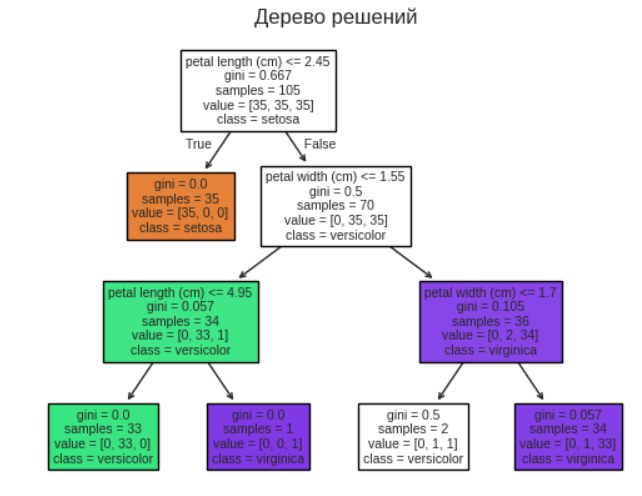 Дерево решений
petal length (cm) <= 2.45
gini = 0.667
samples = 105
value = [35, 35, 35]
class = setosa
True
False
gini = 0.0
samples = 35
value = [35, 0, 0]
class = setosa
petal width (cm) <= 1.55
gini = 0.5
samples = 70
value = [0, 35, 35]
class = versicolor
petal length (cm) <= 4.95
gini = 0.057
samples = 34
value = [0, 33, 1]
class = versicolor
petal width (cm) <= 1.7
gini = 0.105
samples = 36
value = [0, 2, 34]
class = virginica
gini = 0.0
samples = 33
value = [0, 33, 0]
class = versicolor
gini = 0.0
samples = 1
value = [0, 0, 1]
class = virginica
gini = 0.5
samples = 2
value = [0, 1, 1]
class = versicolor
gini = 0.057
samples = 34
value = [0, 1, 33]
class = virginica